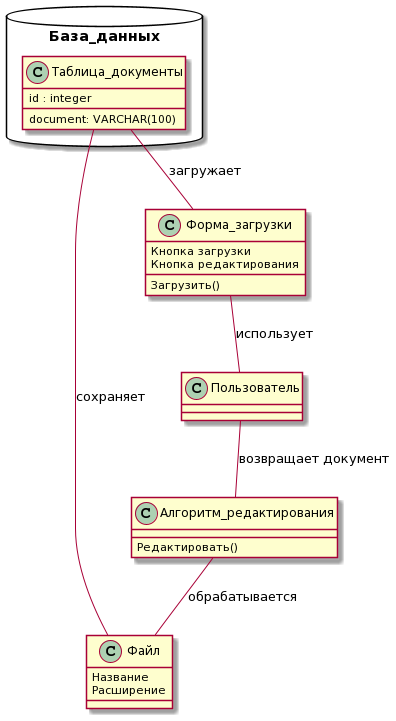 База_данных
C Таблица_документы
id : integer
document: VARCHAR(100)
загружает
C Форма_загрузки
Кнопка загрузки
Кнопка редактирования
Загрузить()
использует
C Пользователь
сохраняет
возвращает документ
C Алгоритм_редактирования
Редактировать()
обрабатывается
C Файл
Название
Расширение